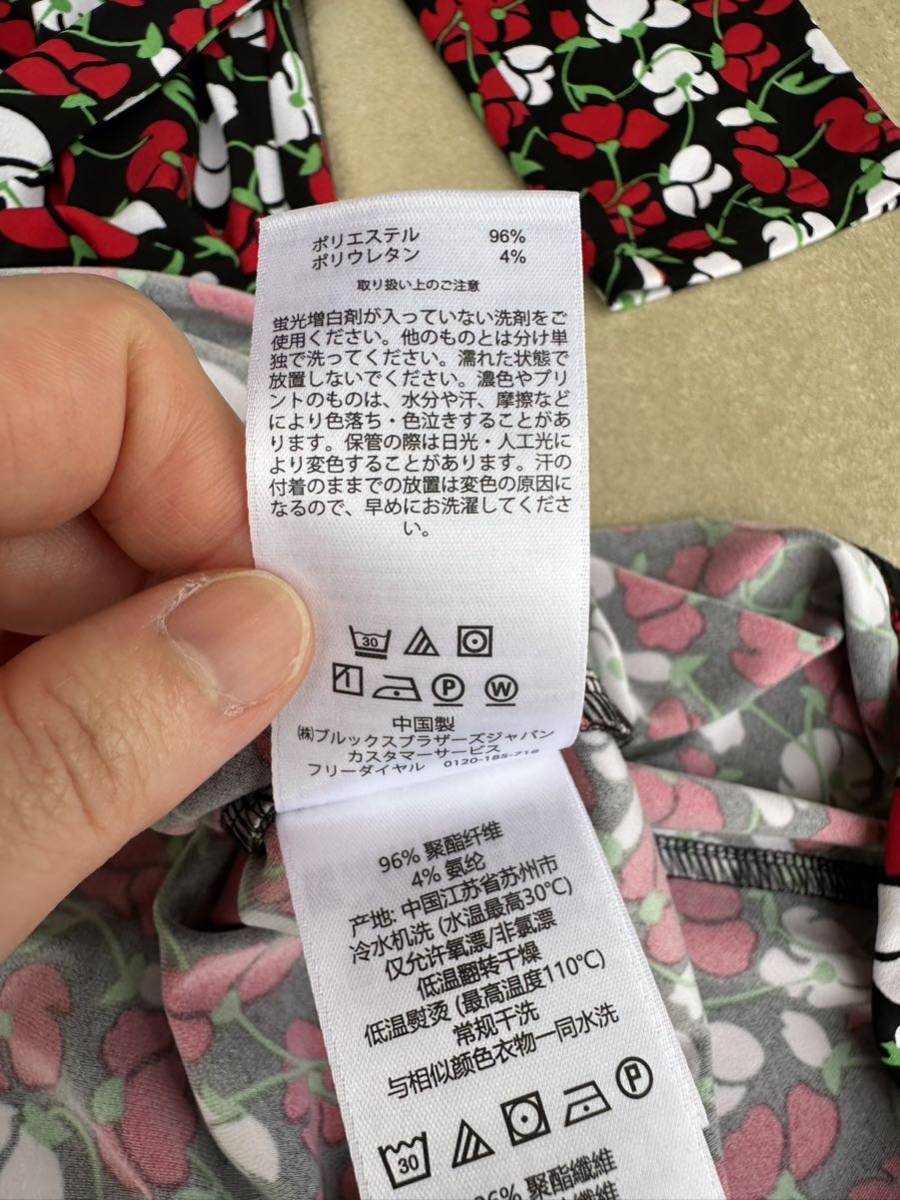 ポリエステル 96%
ポリウレタン 4%
取り扱い上のご注意
蛍光増白剤が入っていない洗剤をご
使用ください。他のものとは分け単
独で洗ってください。濡れた状態で
放置しないでください。濃色やプリ
ントのものは、水分や汗、摩擦など
により色落ち・色泣きすることがあ
ります。保管の際は日光・人工光に
より変色することがあります。汗の
付着のままでの放置は変色の原因に
なるので、早めにお洗濯してくださ
い。
30
P W
中国製
㈱ブルックスブラザーズジャパン
カスタマーサービス
フリーダイヤル 0120-185-718
96% 聚酯纤维
4% 氨纶
产地: 中国江苏省苏州市
冷水机洗 (水温最高30°C)
仅允许氧漂/非氯漂
低温翻转干燥
低温熨烫 (最高温度110°C)
常规干洗
与相似颜色衣物一同水洗
30 P
96% 聚酯纖維